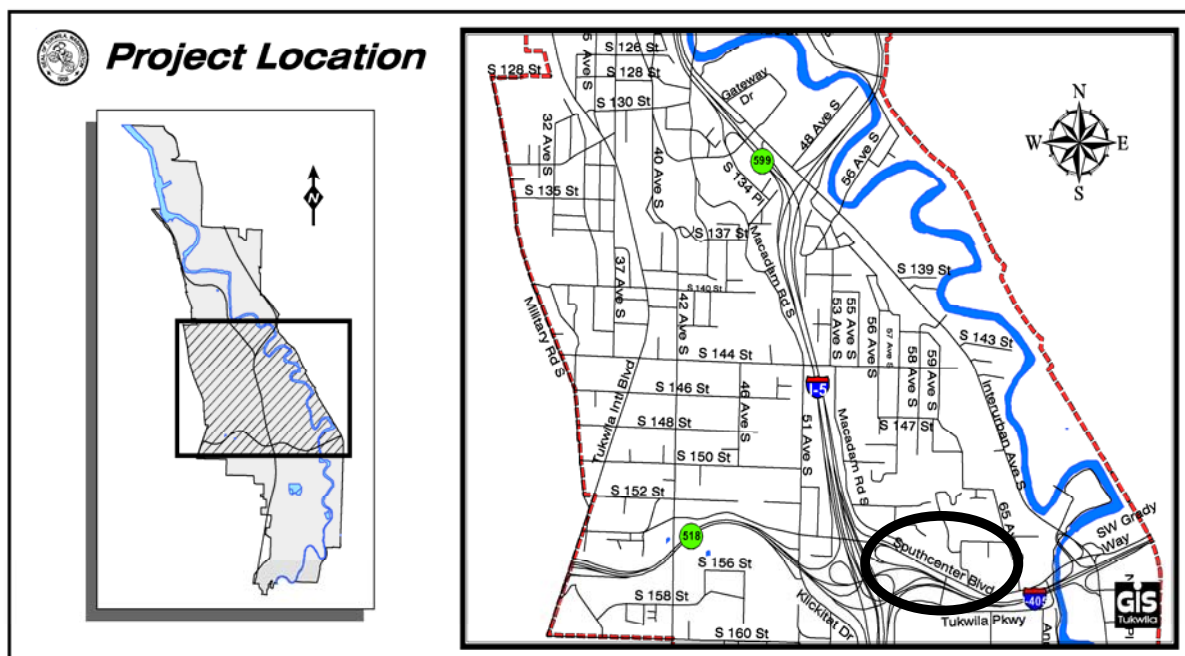 Project Location
SEAL OF TUKWILA, WASHINGTON
1908
N
S 126 St
S 128 St
S 128 St
S 130 St
Gateway
Dr
32 Ave S
40 Ave S
48 Ave S
56 Ave S
599
S 134 Pl
S 135 St
S 137 St
Macadam Rd S
N
W
E
S
37 Ave S
S 140 St
42 Ave S
S 139 St
Military Rd S
53 Ave S
55 Ave S
56 Ave S
57 Ave S
58 Ave S
59 Ave S
S 143 St
S 144 St
Tukwila Intl Blvd
I-5
S 146 St
46 Ave S
Interurban Ave S
S 148 St
51 Ave S
Macadam Rd S
S 147 St
S 150 St
S 152 St
518
Southcenter Blvd
SW Grady
Way
S 156 St
S 158 St
Klickitat Dr
S 160 St
Tukwila Pkwy
GIS
Tukwila